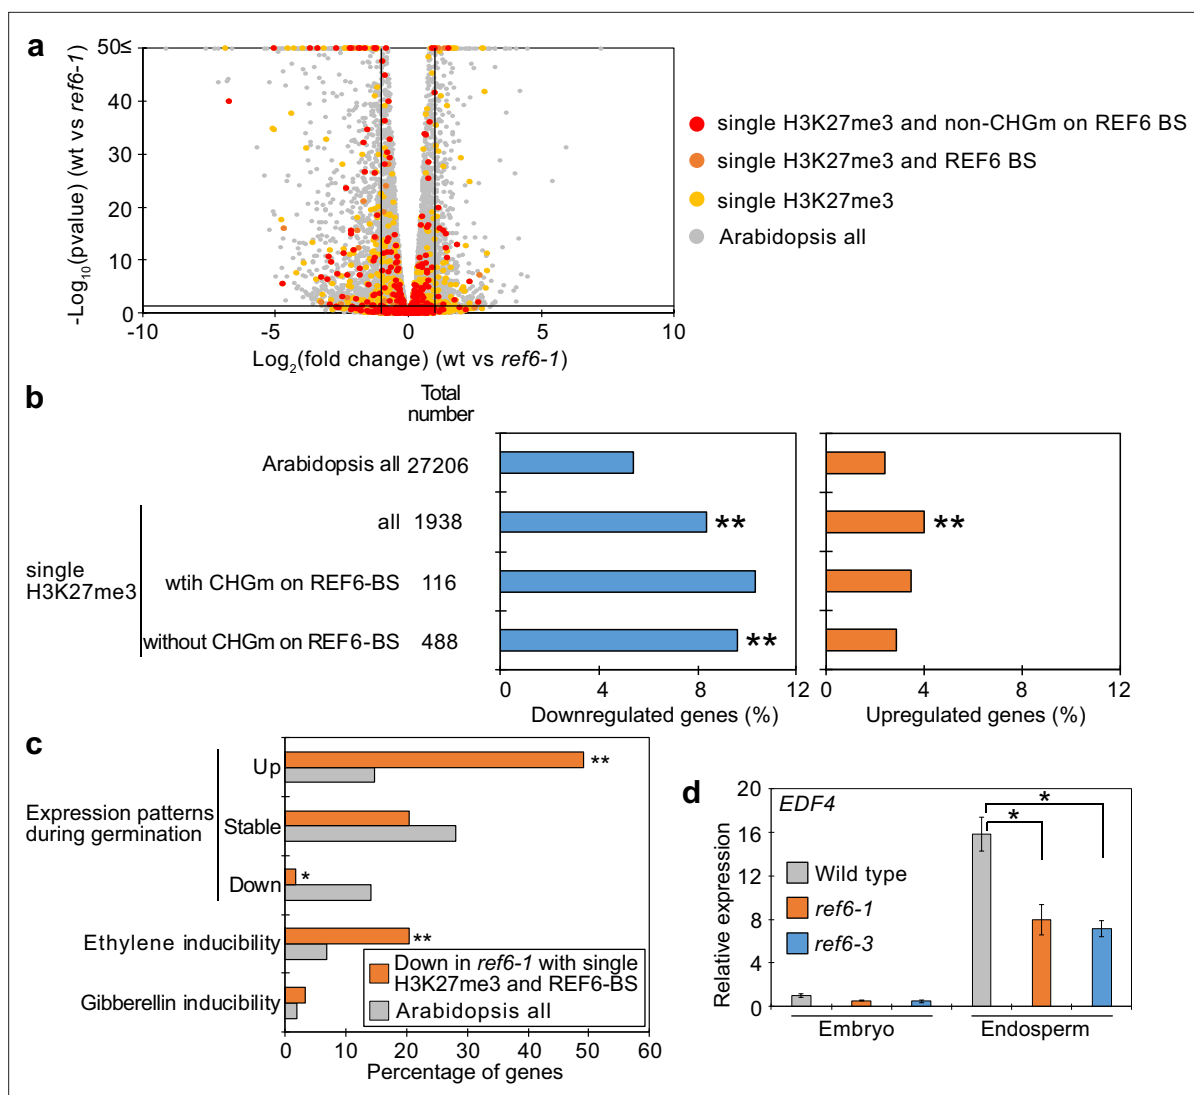 a
50≤
40
30
20
10
0
-Log10(pvalue) (wt vs ref6-1)
-10
-5
0
5
10
Log2(fold change) (wt vs ref6-1)
single H3K27me3 and non-CHGm on REF6 BS
single H3K27me3 and REF6 BS
single H3K27me3
Arabidopsis all
b
Total
number
Arabidopsis all 27206
all 1938
**
**
single
H3K27me3
wtih CHGm on REF6-BS 116
without CHGm on REF6-BS 488
**
0 4 8 12
Downregulated genes (%)
0 4 8 12
Upregulated genes (%)
c
Expression patterns
during germination
Up
**
Stable
Down
*
Ethylene inducibility
**
Gibberellin inducibility
Down in ref6-1 with single
H3K27me3 and REF6-BS
Arabidopsis all
0 10 20 30 40 50 60
Percentage of genes
d
EDF4
20
16
12
8
4
0
Relative expression
Wild type
ref6-1
ref6-3
*
*
Embryo
Endosperm